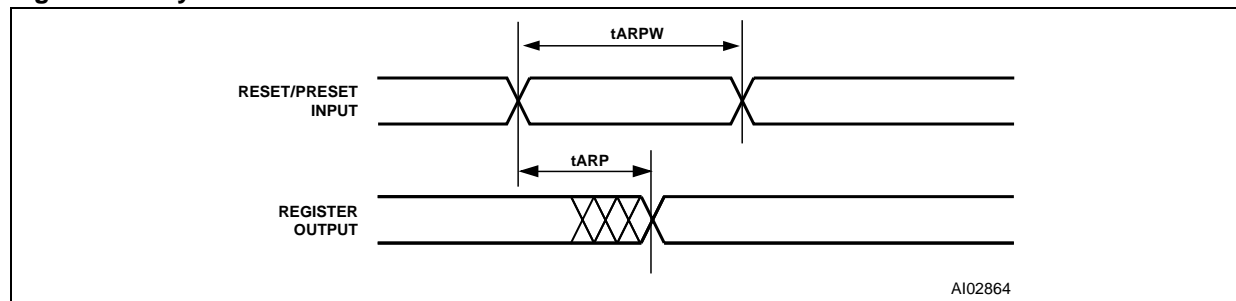 tARPW
RESET/PRESET
INPUT
tARP
REGISTER
OUTPUT
AI02864